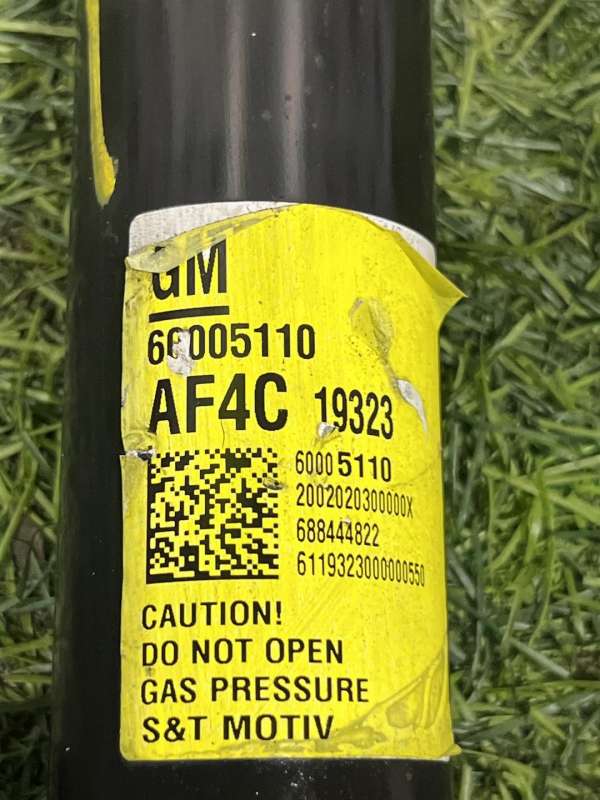 GM
60005110
AF4C 19323
6000 5110
2002020300000X
688444822
6119323000000550
CAUTION!
DO NOT OPEN
GAS PRESSURE
S&T MOTIV